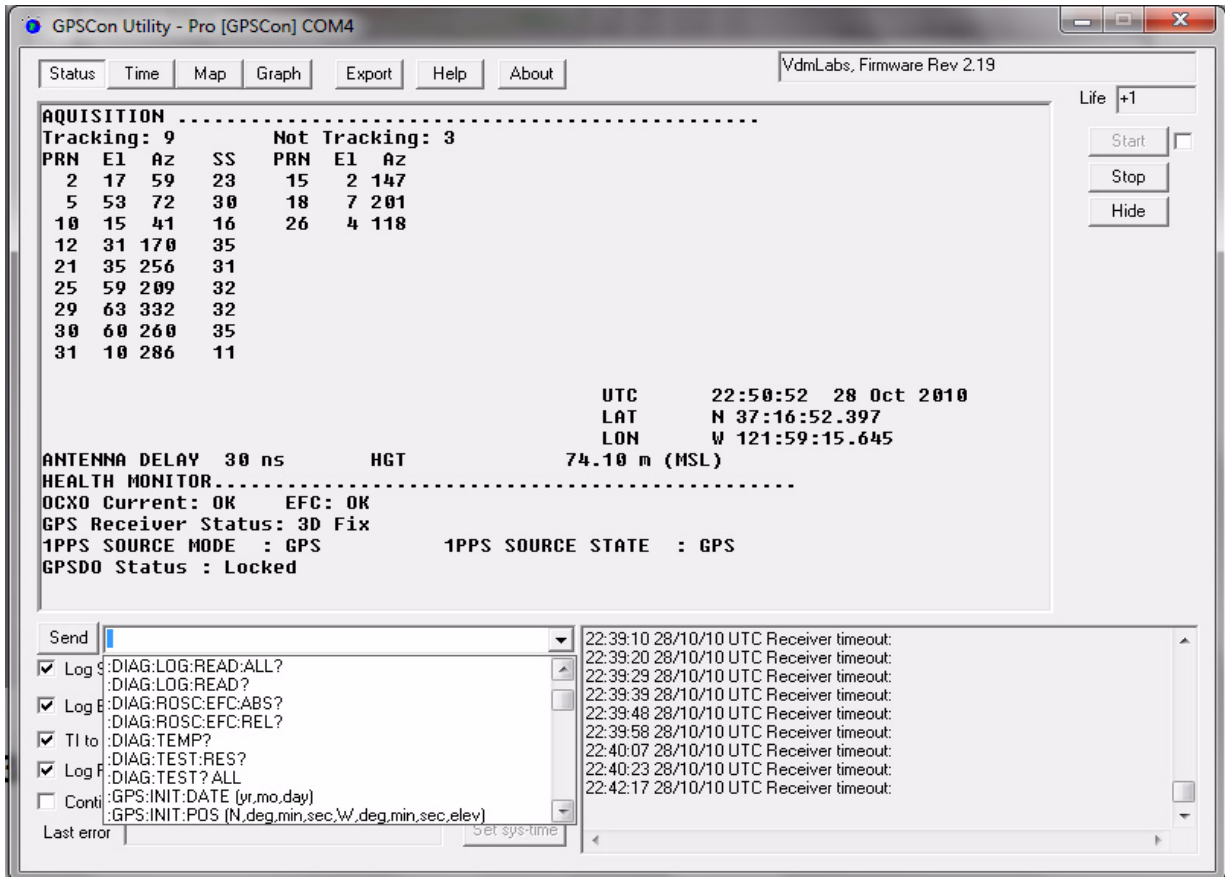 GPSCon Utility - Pro [GPSCon] COM4
Status Time Map Graph Export Help About
VdmLabs, Firmware Rev 2.19
Life +1
Start
Stop
Hide
AQUISITION ................................................
Tracking: 9 Not Tracking: 3
PRN El Az SS PRN El Az
2 17 59 23 15 2 147
5 53 72 30 18 7 201
10 15 41 16 26 4 118
12 31 170 35
21 35 256 31
25 59 209 32
29 63 332 32
30 60 260 35
31 10 286 11
UTC 22:50:52 28 Oct 2010
LAT N 37:16:52.397
LON W 121:59:15.645
ANTENNA DELAY 30 ns HGT 74.10 m (MSL)
HEALTH MONITOR................................................
OCXO Current: OK EFC: OK
GPS Receiver Status: 3D Fix
1PPS SOURCE MODE : GPS 1PPS SOURCE STATE : GPS
GPSDO Status : Locked
Send
Log
Log
TI to
Log
Conti
Last error
:DIAG:LOG:READ:ALL?
:DIAG:LOG:READ?
:DIAG:ROSC:EFC:ABS?
:DIAG:ROSC:EFC:REL?
:DIAG:TEMP?
:DIAG:TEST:RES?
:DIAG:TEST? ALL
:GPS:INIT:DATE (yr,mo,day)
:GPS:INIT:POS (N,deg,min,sec,W,deg,min,sec,elev)
Set sys-time
22:39:10 28/10/10 UTC Receiver timeout:
22:39:20 28/10/10 UTC Receiver timeout:
22:39:29 28/10/10 UTC Receiver timeout:
22:39:39 28/10/10 UTC Receiver timeout:
22:39:48 28/10/10 UTC Receiver timeout:
22:39:58 28/10/10 UTC Receiver timeout:
22:40:07 28/10/10 UTC Receiver timeout:
22:40:23 28/10/10 UTC Receiver timeout:
22:42:17 28/10/10 UTC Receiver timeout: